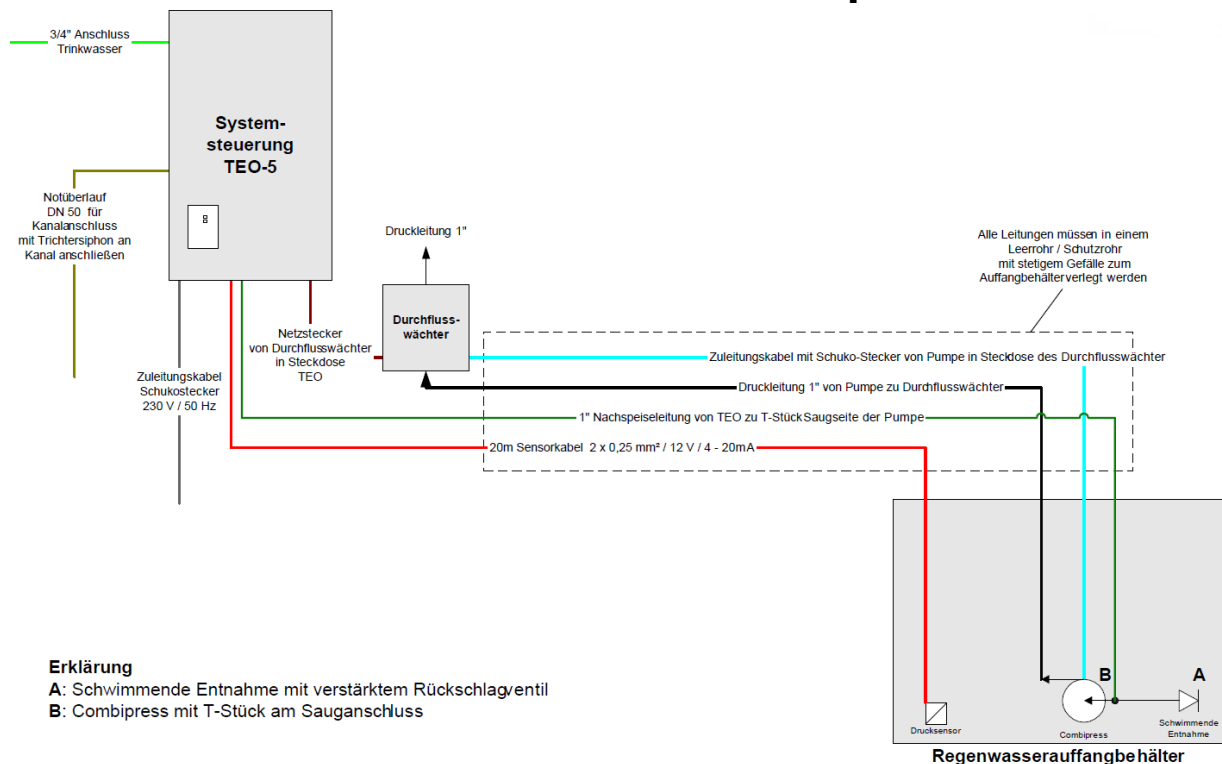 3/4" Anschluss
Trinkwasser
System-
steuerung
TEO-5
Notüberlauf
DN 50 für
Kanalanschluss
mit Trichtersiphon an
Kanal anschließen
Druckleitung 1"
Alle Leitungen müssen in einem
Leerrohr / Schutzrohr
mit stetigem Gefälle zum
Auffangbehälterverlegt werden
Durchfluss-
wächter
Netzstecker
von Durchflusswächter
in Steckdose
TEO
Zuleitungskabel mit Schuko-Stecker von Pumpe in Steckdose des Durchflusswächter
Zuleitungskabel
Schukostecker
230 V / 50 Hz
Druckleitung 1" von Pumpe zu Durchflusswächter
1" Nachspeiseleitung von TEO zu T-Stück Saugseite der Pumpe
20m Sensorkabel 2 x 0,25 mm² / 12 V / 4 - 20mA
Erklärung
A: Schwimmende Entnahme mit verstärktem Rückschlagventil
B: Combipress mit T-Stück am Sauganschluss
B
A
Drucksensor
Combipress
Schwimmende
Entnahme
Regenwasserauffangbehälter